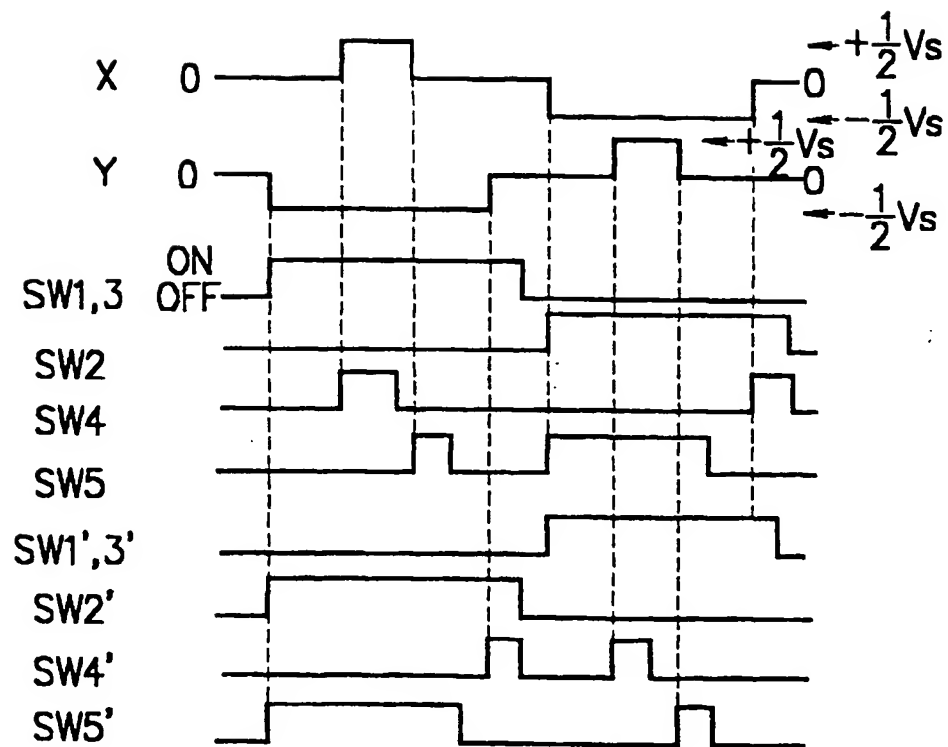 X 0 0 +1/2Vs
-1/2Vs
+1/2Vs
Y 0 0
-1/2Vs
ON
SW1,3 OFF
SW2
SW4
SW5
SW1',3'
SW2'
SW4'
SW5'